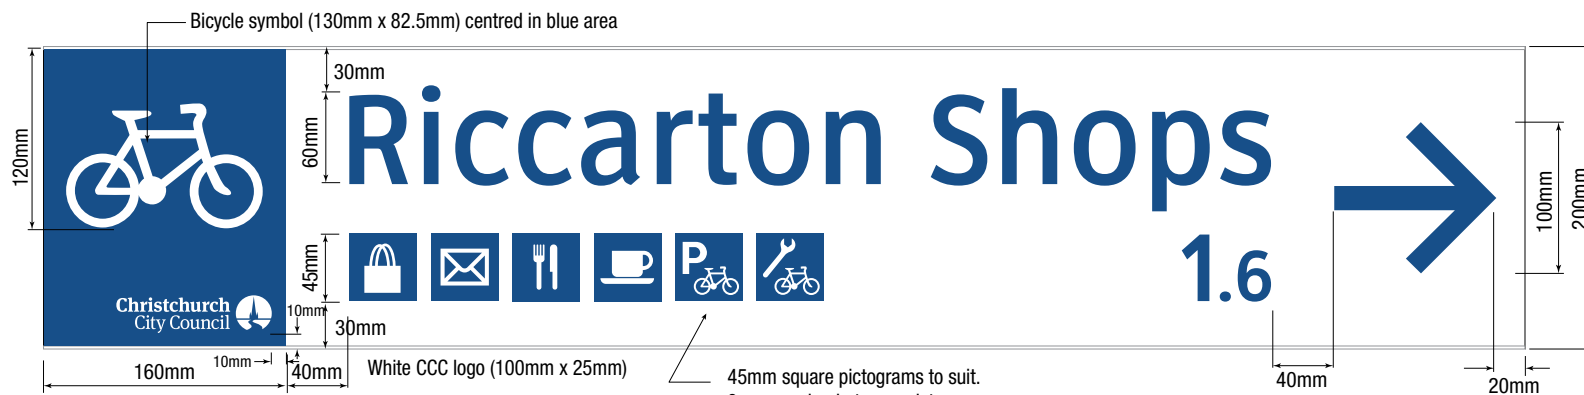 Bicycle symbol (130mm x 82.5mm) centred in blue area
30mm
Riccarton Shops
120mm
60mm
100mm
200mm
45mm
P
1.6
Christchurch
City Council
10mm
30mm
10mm
160mm
40mm
White CCC logo (100mm x 25mm)
45mm square pictograms to suit.
40mm
20mm